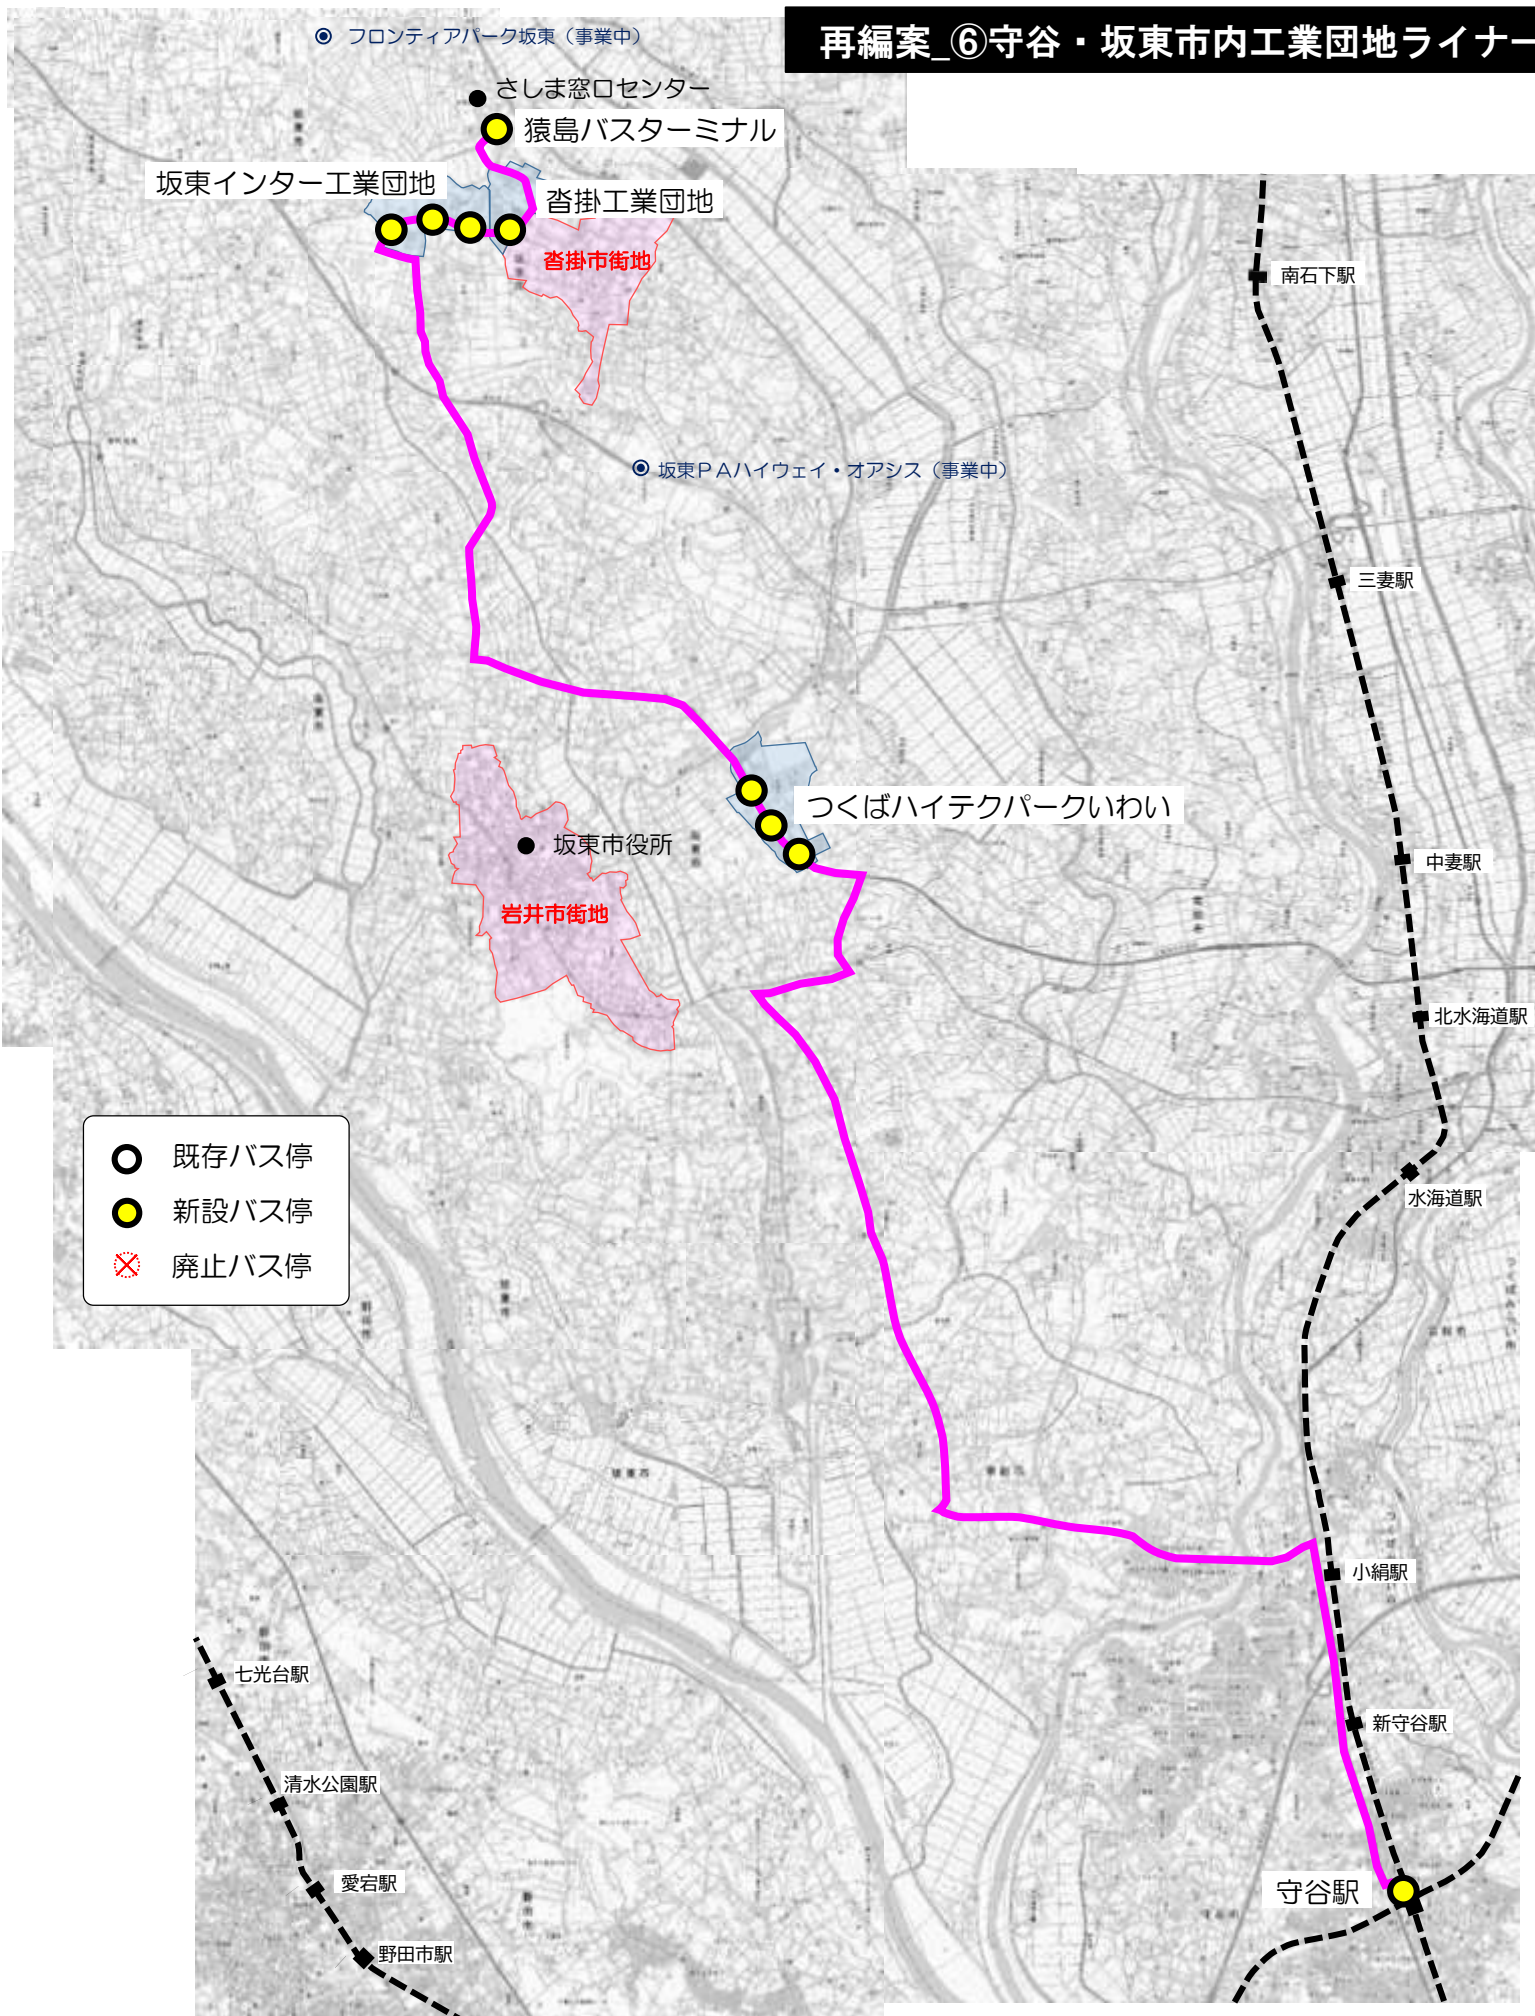 再編案_⑥守谷・坂東市内工業団地ライナー
フロンティアパーク坂東（事業中）
さしま窓口センター
猿島バスターミナル
坂東インター工業団地
沓掛工業団地
沓掛市街地
南石下駅
坂東PAハイウェイ・オアシス（事業中）
三妻駅
つくばハイテクパークいわい
坂東市役所
中妻駅
岩井市街地
北水海道駅
既存バス停
新設バス停
廃止バス停
水海道駅
小絹駅
七光台駅
新守谷駅
清水公園駅
愛宕駅
守谷駅
野田市駅